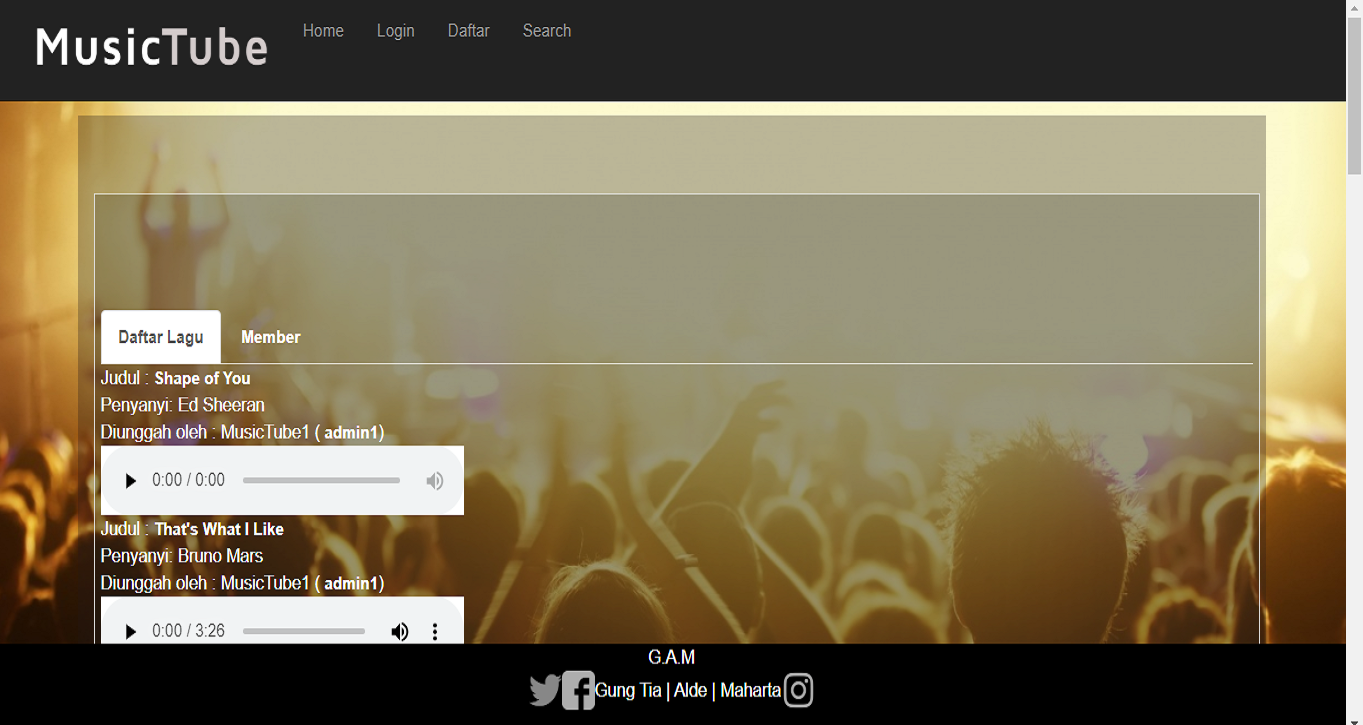 MusicTube Home Login Daftar Search
Daftar Lagu Member
Judul : Shape of You
Penyanyi: Ed Sheeran
Diunggah oleh : MusicTube1 ( admin1)
0:00 / 0:00
Judul : That's What I Like
Penyanyi: Bruno Mars
Diunggah oleh : MusicTube1 ( admin1)
0:00 / 3:26
G.A.M
Gung Tia | Alde | Maharta